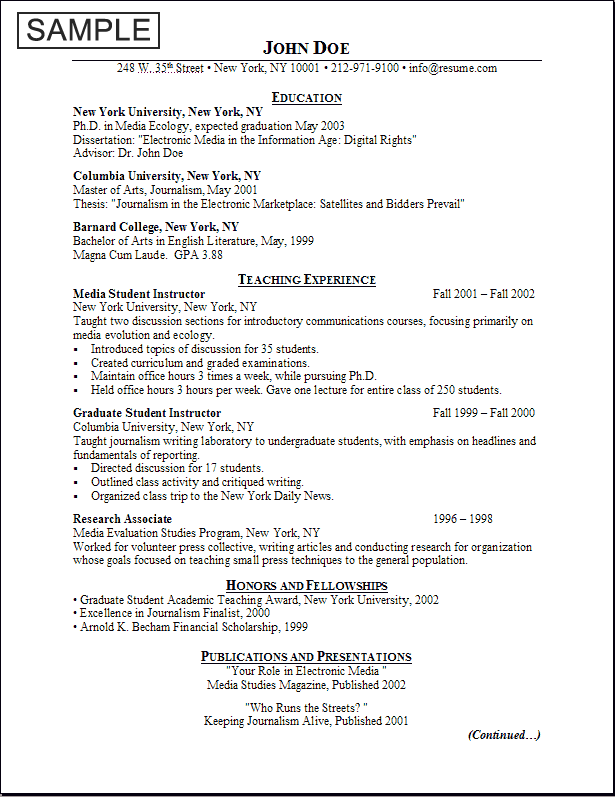 SAMPLE
JOHN DOE
248 W. 35th Street • New York, NY 10001 • 212-971-9100 • info@resume.com
EDUCATION
New York University, New York, NY
Ph.D. in Media Ecology, expected graduation May 2003
Dissertation: "Electronic Media in the Information Age: Digital Rights"
Advisor: Dr. John Doe
Columbia University, New York, NY
Master of Arts, Journalism, May 2001
Thesis: "Journalism in the Electronic Marketplace: Satellites and Bidders Prevail"
Barnard College, New York, NY
Bachelor of Arts in English Literature, May, 1999
Magna Cum Laude. GPA 3.88
TEACHING EXPERIENCE
Media Student Instructor Fall 2001 – Fall 2002
New York University, New York, NY
Taught two discussion sections for introductory communications courses, focusing primarily on
media evolution and ecology.
▪ Introduced topics of discussion for 35 students.
▪ Created curriculum and graded examinations.
▪ Maintain office hours 3 times a week, while pursuing Ph.D.
▪ Held office hours 3 hours per week. Gave one lecture for entire class of 250 students.
Graduate Student Instructor Fall 1999 – Fall 2000
Columbia University, New York, NY
Taught journalism writing laboratory to undergraduate students, with emphasis on headlines and
fundamentals of reporting.
▪ Directed discussion for 17 students.
▪ Outlined class activity and critiqued writing.
▪ Organized class trip to the New York Daily News.
Research Associate 1996 – 1998
Media Evaluation Studies Program, New York, NY
Worked for volunteer press collective, writing articles and conducting research for organization
whose goals focused on teaching small press techniques to the general population.
HONORS AND FELLOWSHIPS
• Graduate Student Academic Teaching Award, New York University, 2002
• Excellence in Journalism Finalist, 2000
• Arnold K. Becham Financial Scholarship, 1999
PUBLICATIONS AND PRESENTATIONS
"Your Role in Electronic Media "
Media Studies Magazine, Published 2002
"Who Runs the Streets? "
Keeping Journalism Alive, Published 2001
(Continued…)